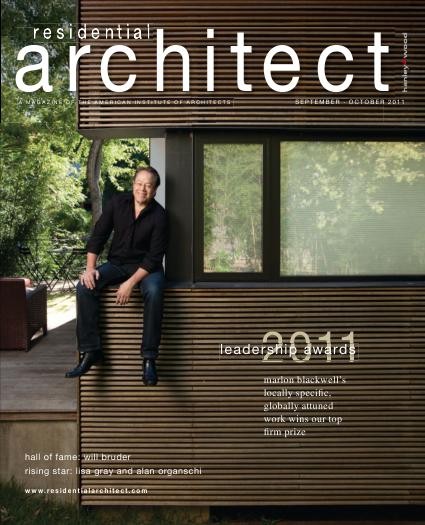 residential
architect
hanley wood
A MAGAZINE OF THE AMERICAN INSTITUTE OF ARCHITECTS
SEPTEMBER · OCTOBER 2011
2011
leadership awards
marlon blackwell's
locally specific,
globally attuned
work wins our top
firm prize
hall of fame: will bruder
rising star: lisa gray and alan organschi
www.residentialarchitect.com